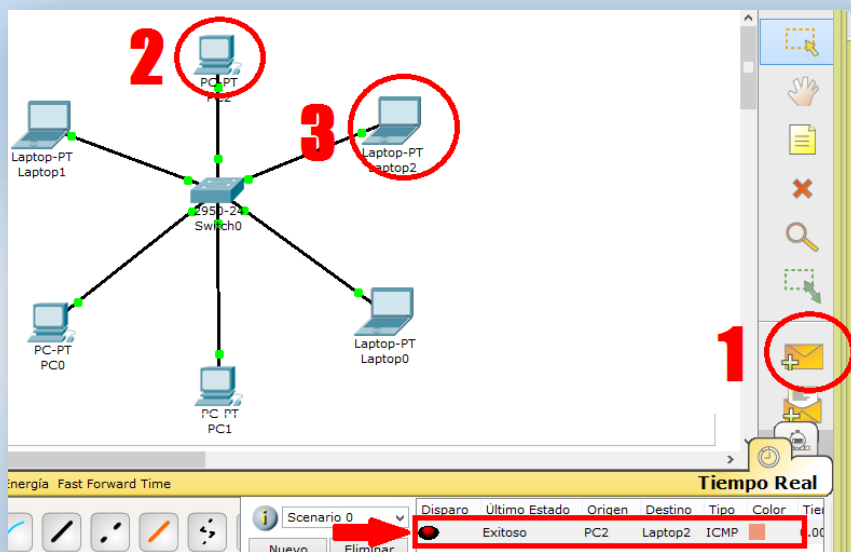 2
PC-PT
PC2
3
Laptop-PT
Laptop1
Laptop-PT
Laptop2
2950-24
Switch0
PC-PT
PC0
Laptop-PT
Laptop0
1
PC-PT
PC1
Energía Fast Forward Time
Tiempo Real
Scenario 0
Nuevo Eliminar
Disparo Último Estado Origen Destino Tipo Color
Exitoso PC2 Laptop2 ICMP